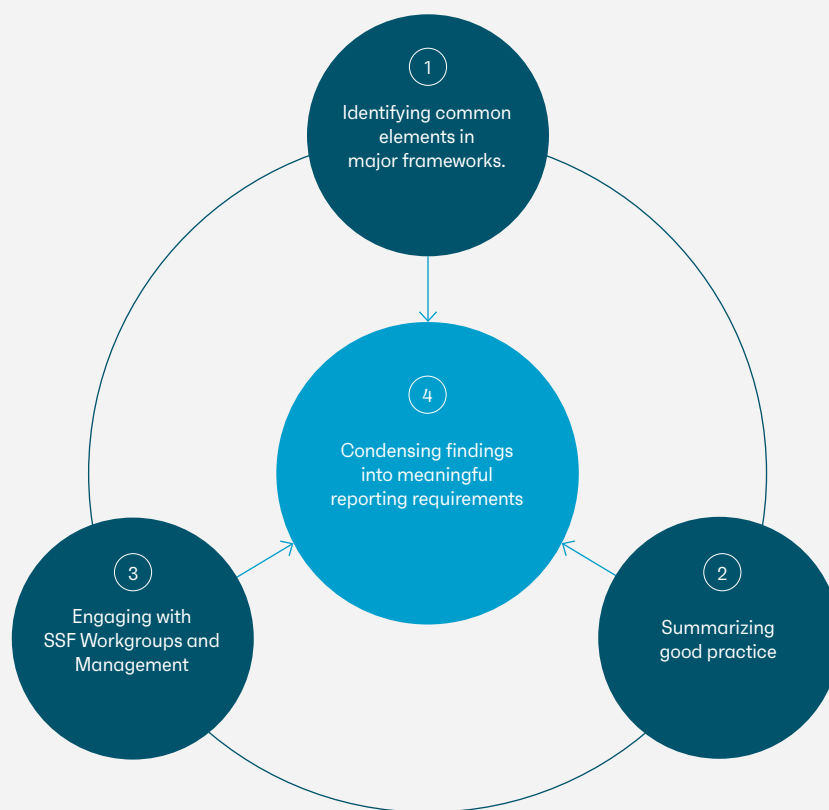 1
Identifying common
elements in
major frameworks.
4
Condensing findings
into meaningful
reporting requirements
3
Engaging with
SSF Workgroups and
Management
2
Summarizing
good practice